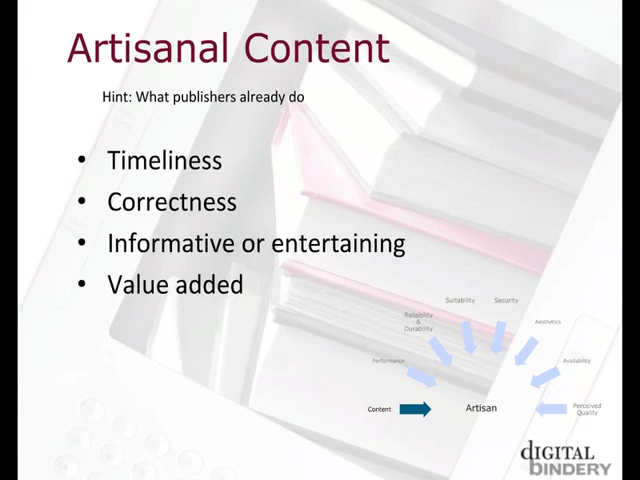 Artisanal Content
Hint: What publishers already do
• Timeliness
• Correctness
• Informative or entertaining
• Value added
Suitability
Security
Reliability
&
Durability
Aesthetics
Performance
Availability
Content
Artisan
Perceived
Quality
digital
bindery